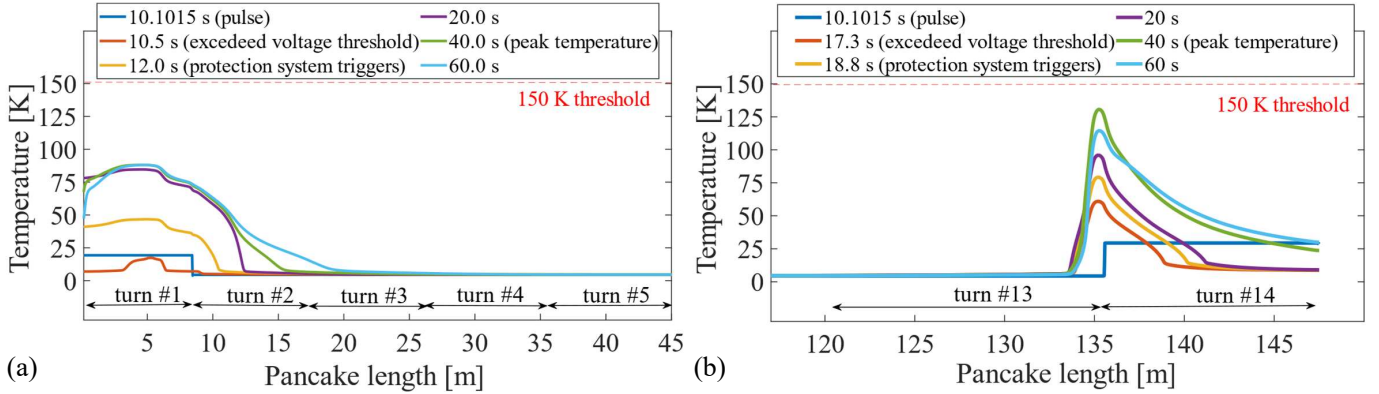 10.1015 s (pulse)
20.0 s
10.5 s (excedeed voltage threshold)
40.0 s (peak temperature)
12.0 s (protection system triggers)
60.0 s
150 K threshold
Temperature [K]
150
125
100
75
50
25
0
turn #1
turn #2
turn #3
turn #4
turn #5
5
10
15
20
25
30
35
40
45
Pancake length [m]
(a)
10.1015 s (pulse)
20 s
17.3 s (excedeed voltage threshold)
40 s (peak temperature)
18.8 s (protection system triggers)
60 s
150 K threshold
Temperature [K]
150
125
100
75
50
25
0
turn #13
turn #14
120
125
130
135
140
145
Pancake length [m]
(b)